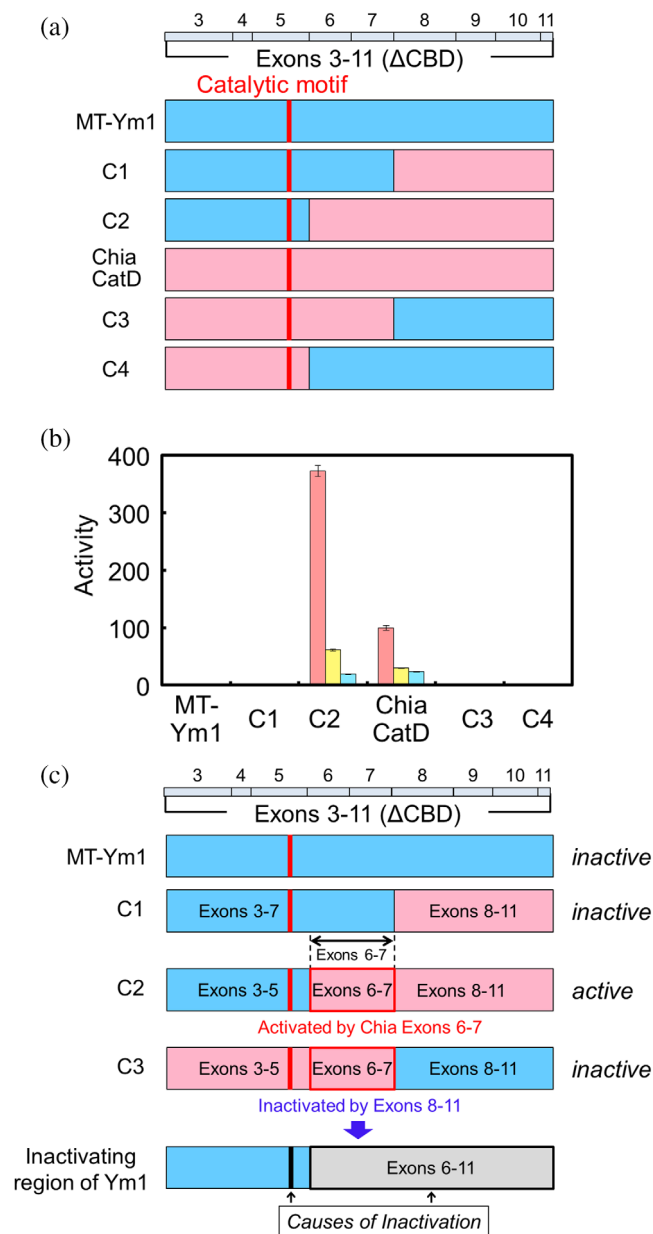 (a)
3 4 5 6 7 8 9 10 11
Exons 3-11 (ΔCBD)
Catalytic motif
MT-Ym1
C1
C2
Chia
CatD
C3
C4
(b)
400
300
200
100
0
Activity
MT-
Ym1
C1
C2
Chia
CatD
C3
C4
(c)
3 4 5 6 7 8 9 10 11
Exons 3-11 (ΔCBD)
MT-Ym1
inactive
C1
Exons 3-7
Exons 8-11
inactive
Exons 6-7
C2
Exons 3-5
Exons 6-7
Exons 8-11
active
Activated by Chia Exons 6-7
C3
Exons 3-5
Exons 6-7
Exons 8-11
inactive
Inactivated by Exons 8-11
Inactivating
region of Ym1
Exons 6-11
Causes of Inactivation